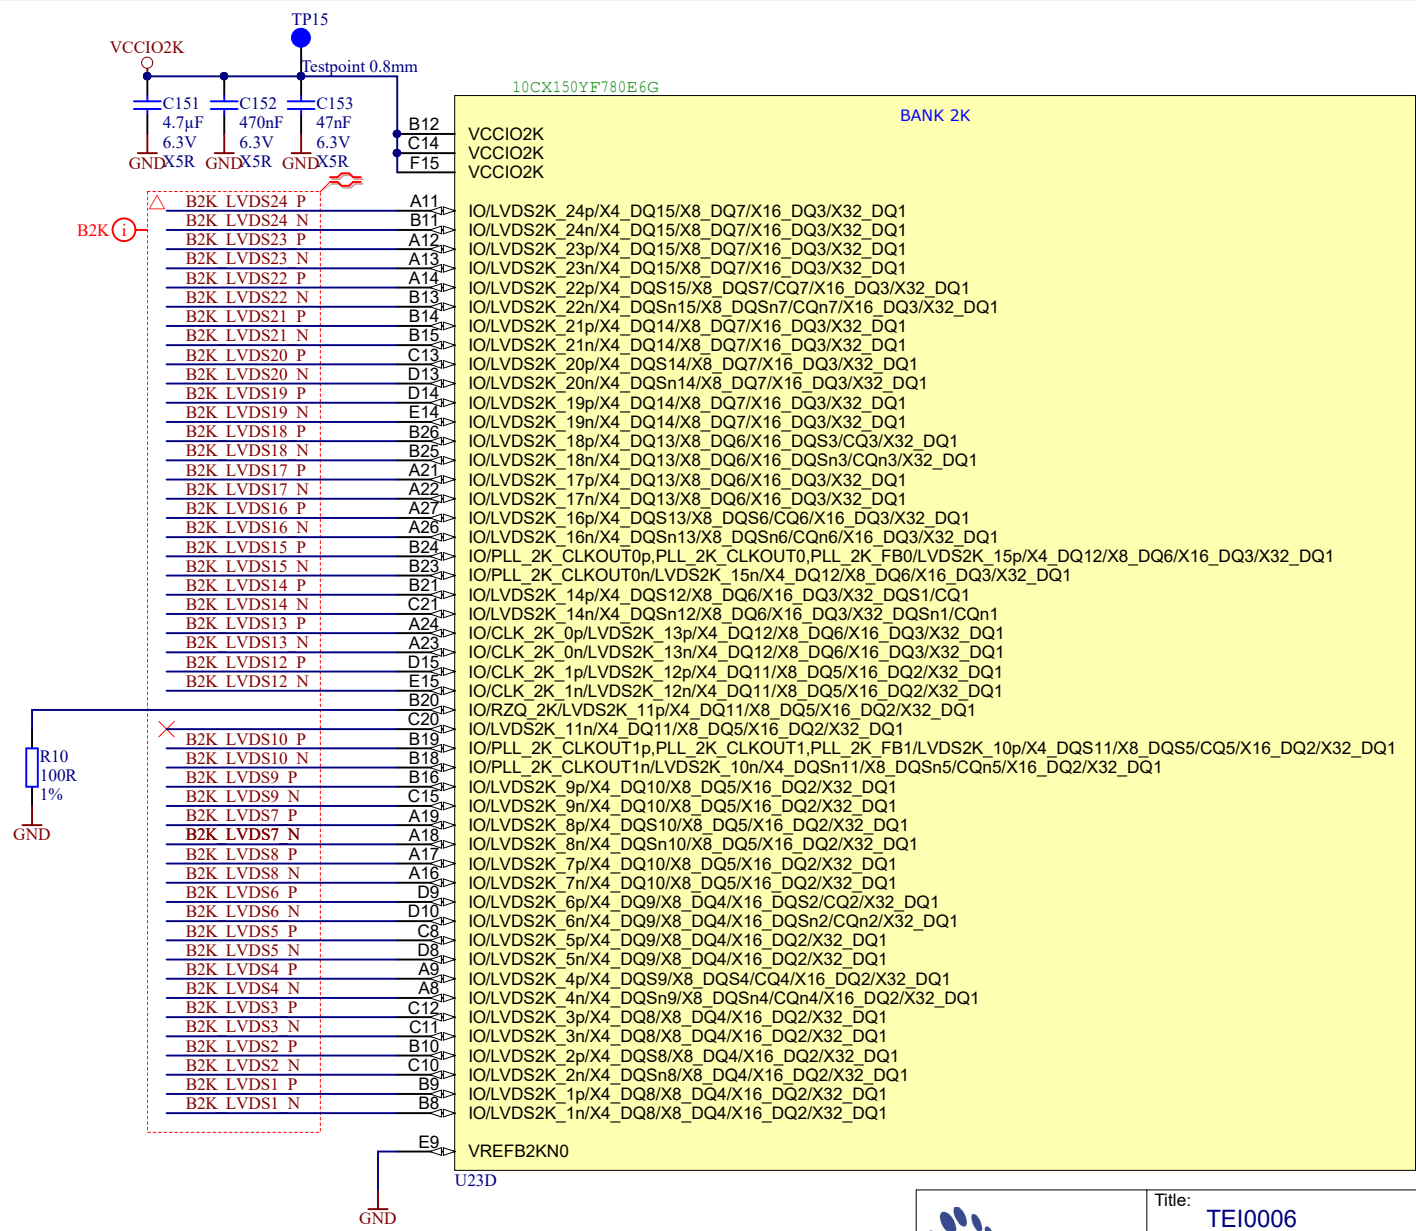 TP15
VCCIO2K
Testpoint 0.8mm
10CX150YF780E6G
BANK 2K
C151 C152 C153
4.7µF 470nF 47nF
6.3V 6.3V 6.3V
X5R X5R X5R
GND GND GND
B12 VCCIO2K
C14 VCCIO2K
F15 VCCIO2K
B2K i
B2K_LVDS24_P A11 IO/LVDS2K_24p/X4_DQ15/X8_DQ7/X16_DQ3/X32_DQ1
B2K_LVDS24_N B11 IO/LVDS2K_24n/X4_DQ15/X8_DQ7/X16_DQ3/X32_DQ1
B2K_LVDS23_P A12 IO/LVDS2K_23p/X4_DQ15/X8_DQ7/X16_DQ3/X32_DQ1
B2K_LVDS23_N A13 IO/LVDS2K_23n/X4_DQ15/X8_DQ7/X16_DQ3/X32_DQ1
B2K_LVDS22_P A14 IO/LVDS2K_22p/X4_DQS15/X8_DQS7/CQ7/X16_DQ3/X32_DQ1
B2K_LVDS22_N B13 IO/LVDS2K_22n/X4_DQSn15/X8_DQSn7/CQn7/X16_DQ3/X32_DQ1
B2K_LVDS21_P B14 IO/LVDS2K_21p/X4_DQ14/X8_DQ7/X16_DQ3/X32_DQ1
B2K_LVDS21_N B15 IO/LVDS2K_21n/X4_DQ14/X8_DQ7/X16_DQ3/X32_DQ1
B2K_LVDS20_P C13 IO/LVDS2K_20p/X4_DQS14/X8_DQ7/X16_DQ3/X32_DQ1
B2K_LVDS20_N D13 IO/LVDS2K_20n/X4_DQSn14/X8_DQ7/X16_DQ3/X32_DQ1
B2K_LVDS19_P D14 IO/LVDS2K_19p/X4_DQ14/X8_DQ7/X16_DQ3/X32_DQ1
B2K_LVDS19_N E14 IO/LVDS2K_19n/X4_DQ14/X8_DQ7/X16_DQ3/X32_DQ1
B2K_LVDS18_P B26 IO/LVDS2K_18p/X4_DQ13/X8_DQ6/X16_DQS3/CQ3/X32_DQ1
B2K_LVDS18_N B25 IO/LVDS2K_18n/X4_DQ13/X8_DQ6/X16_DQSn3/CQn3/X32_DQ1
B2K_LVDS17_P A21 IO/LVDS2K_17p/X4_DQ13/X8_DQ6/X16_DQ3/X32_DQ1
B2K_LVDS17_N A22 IO/LVDS2K_17n/X4_DQ13/X8_DQ6/X16_DQ3/X32_DQ1
B2K_LVDS16_P A27 IO/LVDS2K_16p/X4_DQS13/X8_DQS6/CQ6/X16_DQ3/X32_DQ1
B2K_LVDS16_N A26 IO/LVDS2K_16n/X4_DQSn13/X8_DQSn6/CQn6/X16_DQ3/X32_DQ1
B2K_LVDS15_P B24 IO/PLL_2K_CLKOUT0p,PLL_2K_CLKOUT0,PLL_2K_FB0/LVDS2K_15p/X4_DQ12/X8_DQ6/X16_DQ3/X32_DQ1
B2K_LVDS15_N B23 IO/PLL_2K_CLKOUT0n/LVDS2K_15n/X4_DQ12/X8_DQ6/X16_DQ3/X32_DQ1
B2K_LVDS14_P B21 IO/LVDS2K_14p/X4_DQS12/X8_DQ6/X16_DQ3/X32_DQS1/CQ1
B2K_LVDS14_N C21 IO/LVDS2K_14n/X4_DQSn12/X8_DQ6/X16_DQ3/X32_DQSn1/CQn1
B2K_LVDS13_P A24 IO/CLK_2K_0p/LVDS2K_13p/X4_DQ12/X8_DQ6/X16_DQ3/X32_DQ1
B2K_LVDS13_N A23 IO/CLK_2K_0n/LVDS2K_13n/X4_DQ12/X8_DQ6/X16_DQ3/X32_DQ1
B2K_LVDS12_P D15 IO/CLK_2K_1p/LVDS2K_12p/X4_DQ11/X8_DQ5/X16_DQ2/X32_DQ1
B2K_LVDS12_N E15 IO/CLK_2K_1n/LVDS2K_12n/X4_DQ11/X8_DQ5/X16_DQ2/X32_DQ1
B20 IO/RZQ_2K/LVDS2K_11p/X4_DQ11/X8_DQ5/X16_DQ2/X32_DQ1
C20 IO/LVDS2K_11n/X4_DQ11/X8_DQ5/X16_DQ2/X32_DQ1
B2K_LVDS10_P B19 IO/PLL_2K_CLKOUT1p,PLL_2K_CLKOUT1,PLL_2K_FB1/LVDS2K_10p/X4_DQS11/X8_DQS5/CQ5/X16_DQ2/X32_DQ1
B2K_LVDS10_N B18 IO/PLL_2K_CLKOUT1n/LVDS2K_10n/X4_DQSn11/X8_DQSn5/CQn5/X16_DQ2/X32_DQ1
R10
100R
1%
GND
B2K_LVDS9_P B16 IO/LVDS2K_9p/X4_DQ10/X8_DQ5/X16_DQ2/X32_DQ1
B2K_LVDS9_N C15 IO/LVDS2K_9n/X4_DQ10/X8_DQ5/X16_DQ2/X32_DQ1
B2K_LVDS7_P A19 IO/LVDS2K_8p/X4_DQS10/X8_DQ5/X16_DQ2/X32_DQ1
B2K_LVDS7_N A18 IO/LVDS2K_8n/X4_DQSn10/X8_DQ5/X16_DQ2/X32_DQ1
B2K_LVDS8_P A17 IO/LVDS2K_7p/X4_DQ10/X8_DQ5/X16_DQ2/X32_DQ1
B2K_LVDS8_N A16 IO/LVDS2K_7n/X4_DQ10/X8_DQ5/X16_DQ2/X32_DQ1
B2K_LVDS6_P D9 IO/LVDS2K_6p/X4_DQ9/X8_DQ4/X16_DQS2/CQ2/X32_DQ1
B2K_LVDS6_N D10 IO/LVDS2K_6n/X4_DQ9/X8_DQ4/X16_DQSn2/CQn2/X32_DQ1
B2K_LVDS5_P C8 IO/LVDS2K_5p/X4_DQ9/X8_DQ4/X16_DQ2/X32_DQ1
B2K_LVDS5_N D8 IO/LVDS2K_5n/X4_DQ9/X8_DQ4/X16_DQ2/X32_DQ1
B2K_LVDS4_P A9 IO/LVDS2K_4p/X4_DQS9/X8_DQS4/CQ4/X16_DQ2/X32_DQ1
B2K_LVDS4_N A8 IO/LVDS2K_4n/X4_DQSn9/X8_DQSn4/CQn4/X16_DQ2/X32_DQ1
B2K_LVDS3_P C12 IO/LVDS2K_3p/X4_DQ8/X8_DQ4/X16_DQ2/X32_DQ1
B2K_LVDS3_N C11 IO/LVDS2K_3n/X4_DQ8/X8_DQ4/X16_DQ2/X32_DQ1
B2K_LVDS2_P B10 IO/LVDS2K_2p/X4_DQS8/X8_DQ4/X16_DQ2/X32_DQ1
B2K_LVDS2_N C10 IO/LVDS2K_2n/X4_DQSn8/X8_DQ4/X16_DQ2/X32_DQ1
B2K_LVDS1_P B9 IO/LVDS2K_1p/X4_DQ8/X8_DQ4/X16_DQ2/X32_DQ1
B2K_LVDS1_N B8 IO/LVDS2K_1n/X4_DQ8/X8_DQ4/X16_DQ2/X32_DQ1
E9 VREFB2KN0
U23D
GND
Title:
TEI0006